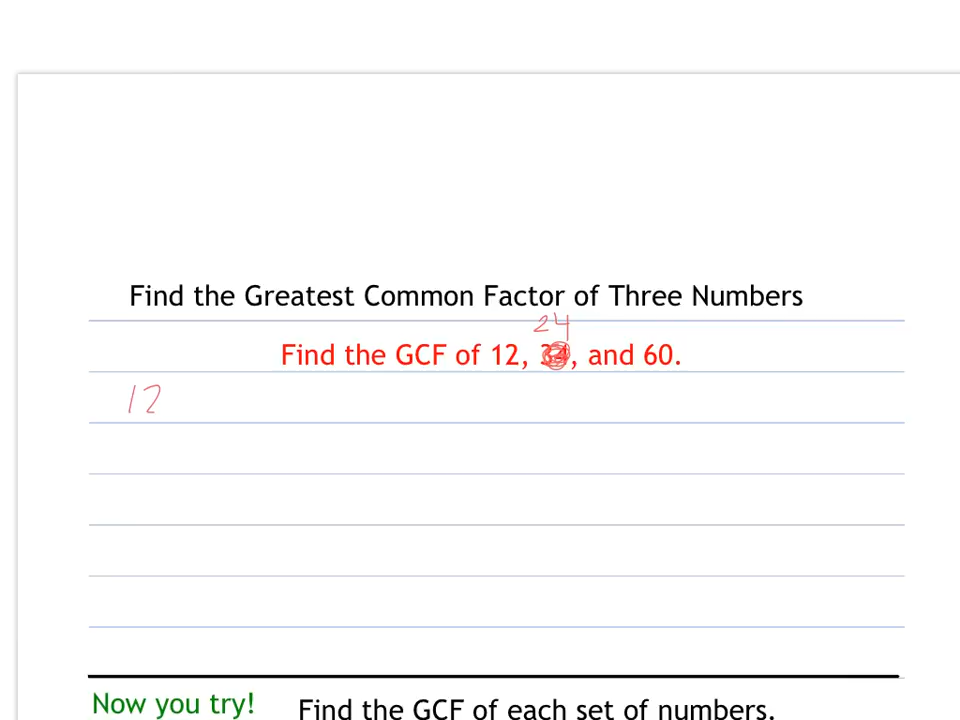 Find the Greatest Common Factor of Three Numbers
24
Find the GCF of 12, 34, and 60.
12
Now you try! Find the GCF of each set of numbers.